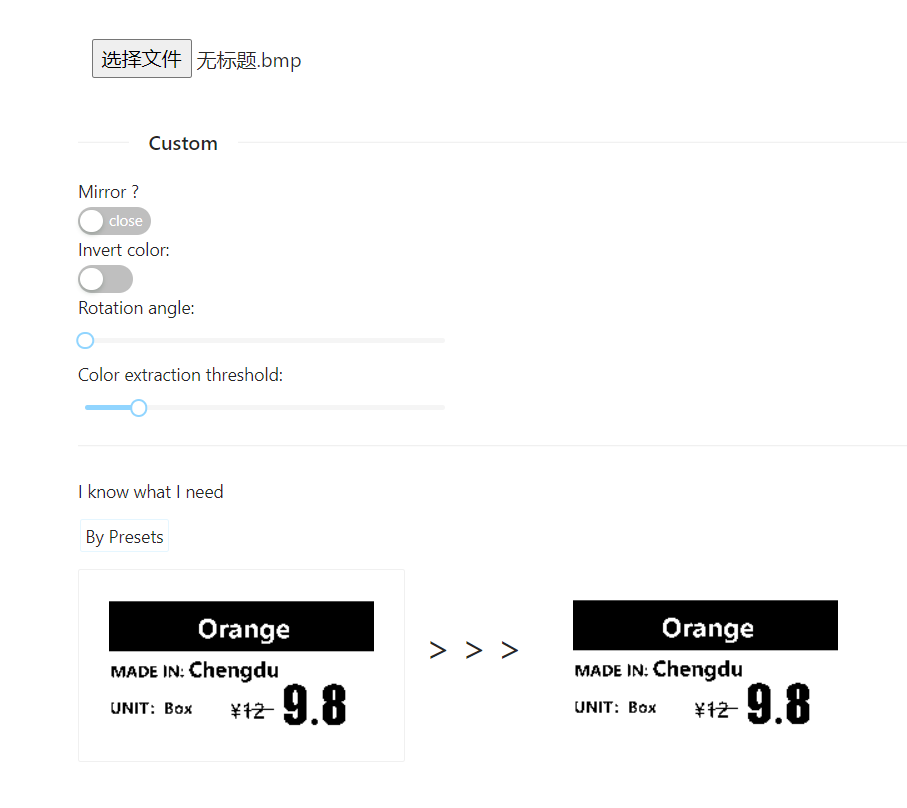 选择文件 无标题.bmp
Custom
Mirror ?
close
Invert color:
Rotation angle:
Color extraction threshold:
I know what I need
By Presets
Orange
MADE IN: Chengdu
UNIT: Box ¥12 9.8
> > >
Orange
MADE IN: Chengdu
UNIT: Box ¥12 9.8